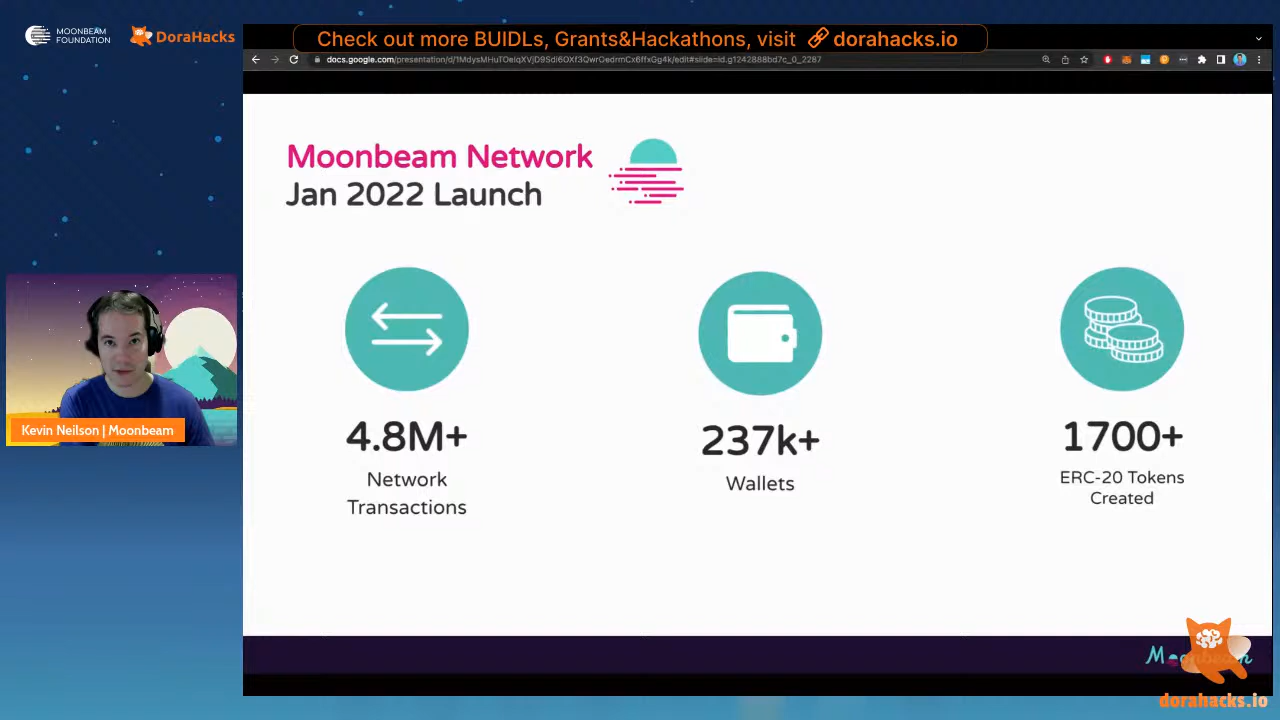 MOONBEAM
FOUNDATION
DoraHacks
Check out more BUIDLs, Grants&Hackathons, visit dorahacks.io
Moonbeam Network
Jan 2022 Launch
4.8M+
Network
Transactions
237k+
Wallets
1700+
ERC-20 Tokens
Created
Kevin Neilson | Moonbeam
Moonbeam
dorahacks.io